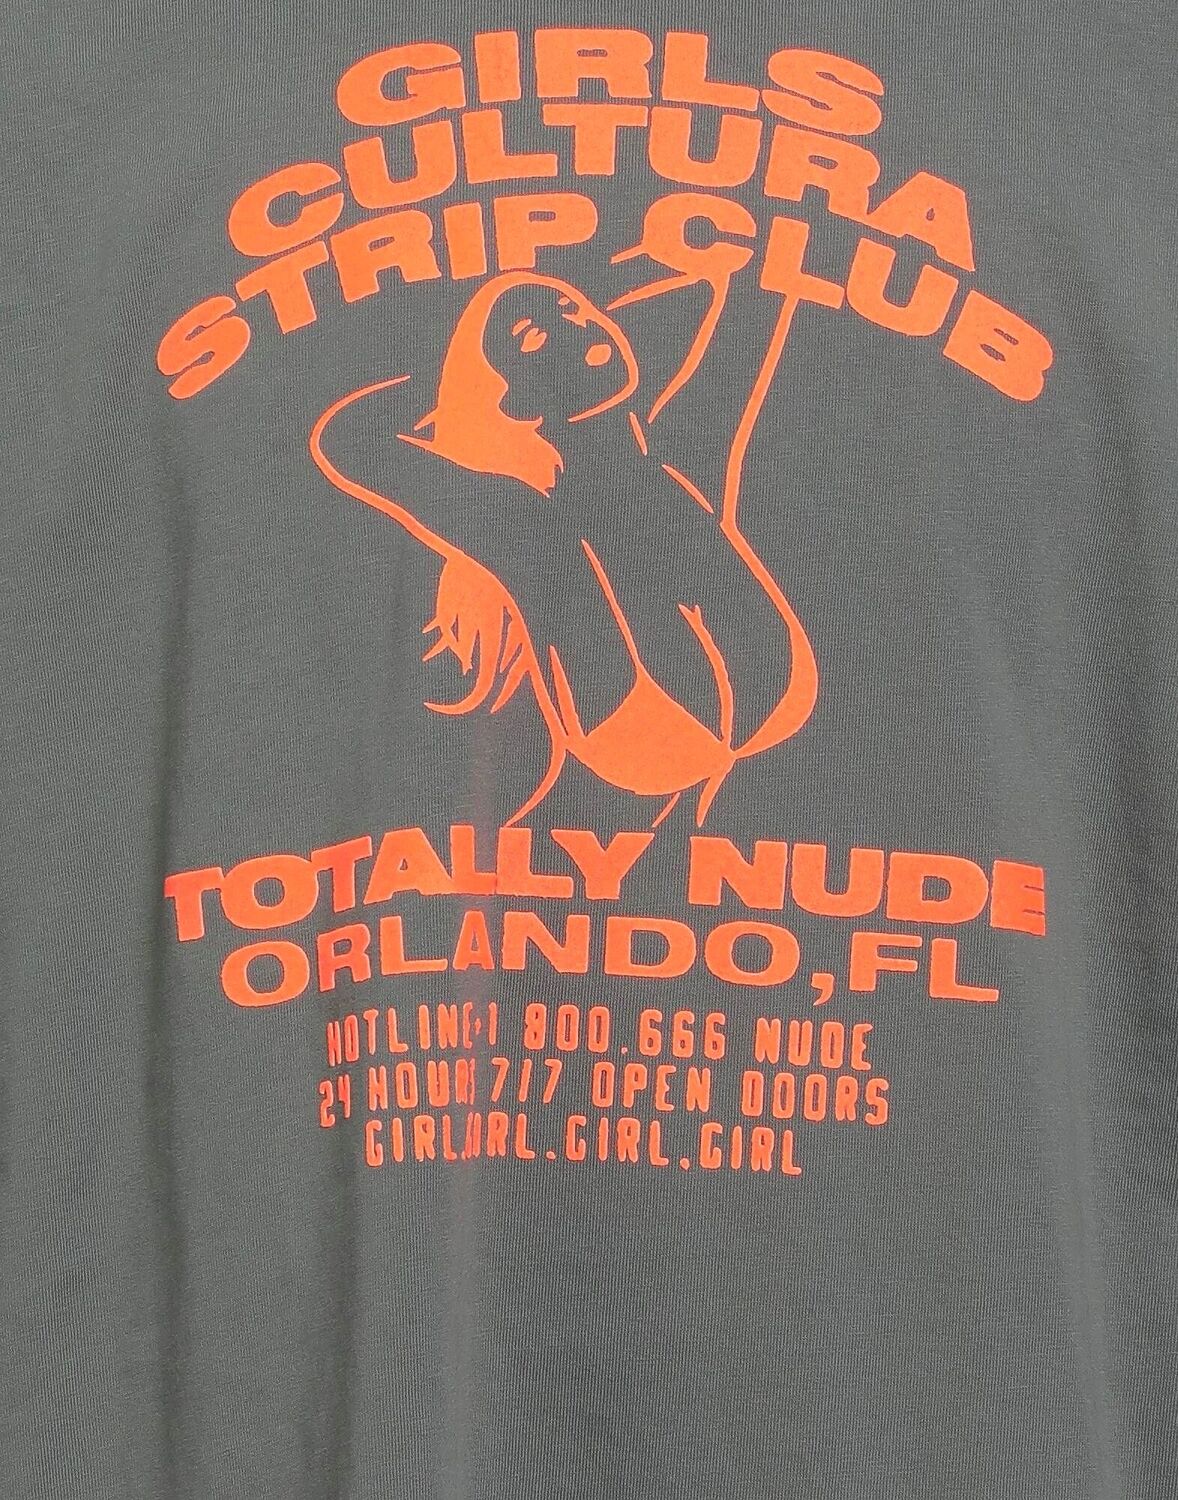 GIRLS
CULTURA
STRIP CLUB
TOTALLY NUDE
ORLANDO, FL
HOTLINE:1 800.666 NUDE
24 HOURS 7/7 OPEN DOORS
GIRL.GIRL.GIRL.GIRL